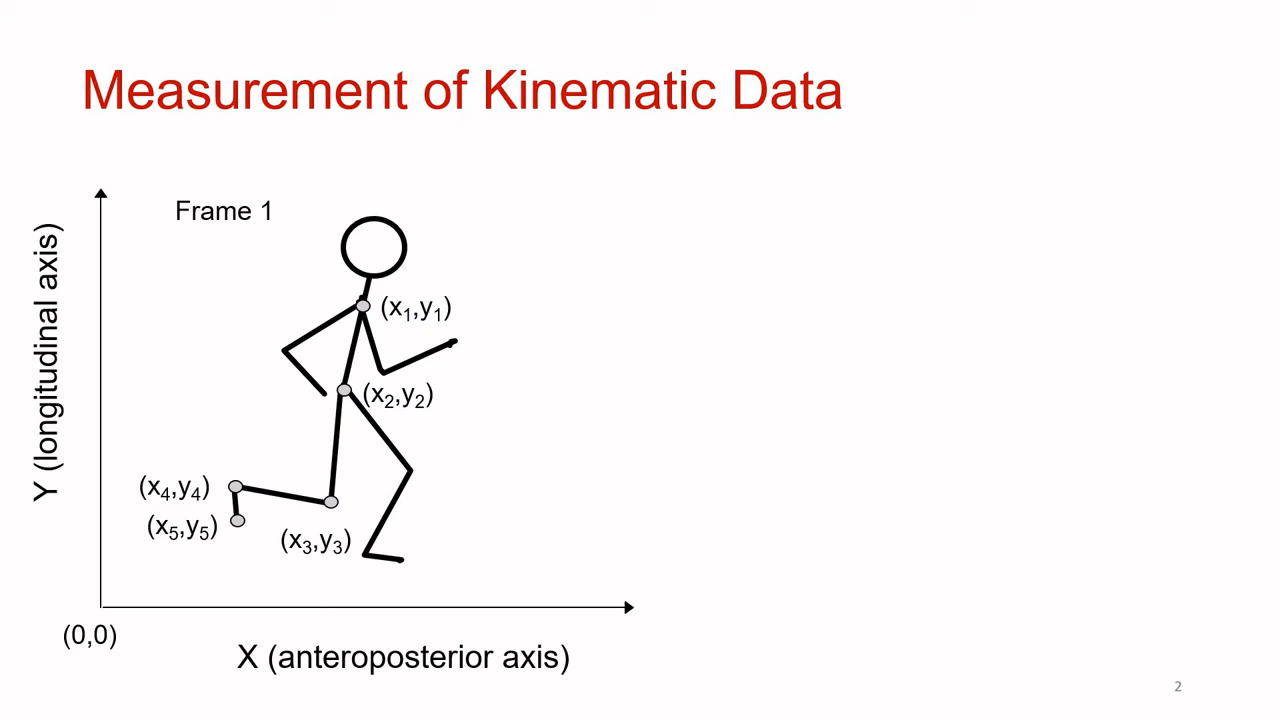 Measurement of Kinematic Data
Frame 1
Y (longitudinal axis)
(x₁,y₁)
(x₂,y₂)
(x₄,y₄)
(x₅,y₅)
(x₃,y₃)
(0,0)
X (anteroposterior axis)
2